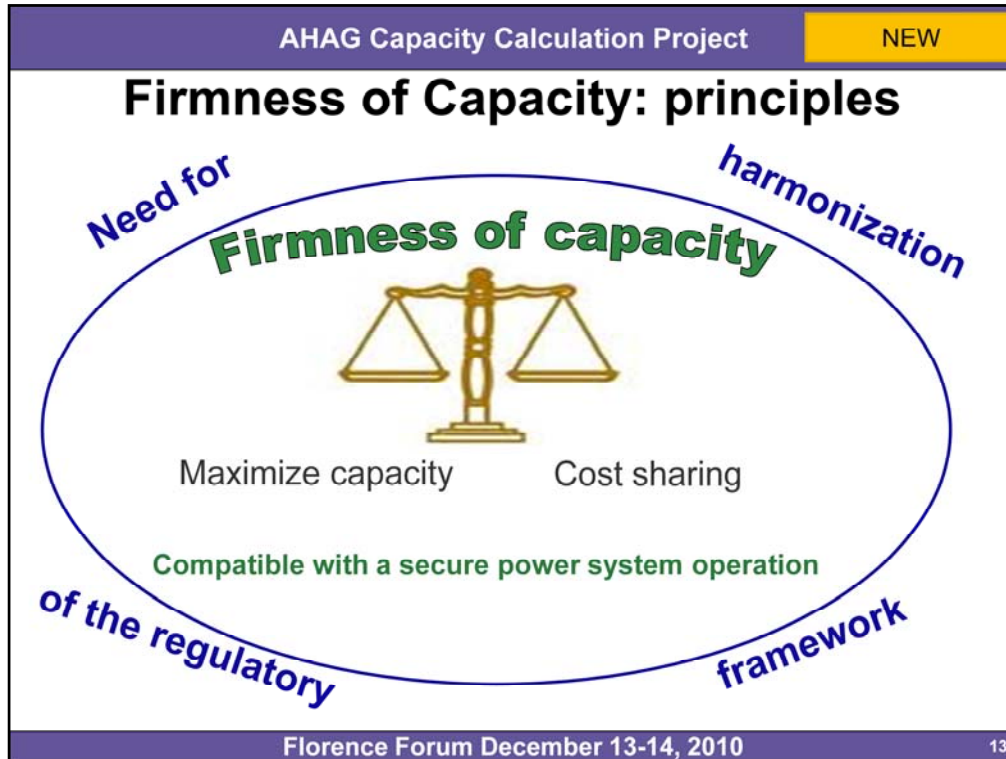 AHAG Capacity Calculation Project
NEW
Firmness of Capacity: principles
Need for
harmonization
Firmness of capacity
Maximize capacity
Cost sharing
Compatible with a secure power system operation
of the regulatory
framework
Florence Forum December 13-14, 2010
13